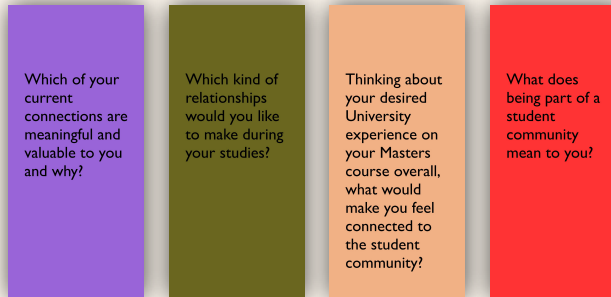 Which of your
current
connections are
meaningful and
valuable to you
and why?
Which kind of
relationships
would you like
to make during
your studies?
Thinking about
your desired
University
experience on
your Masters
course overall,
what would
make you feel
connected to
the student
community?
What does
being part of a
student
community
mean to you?